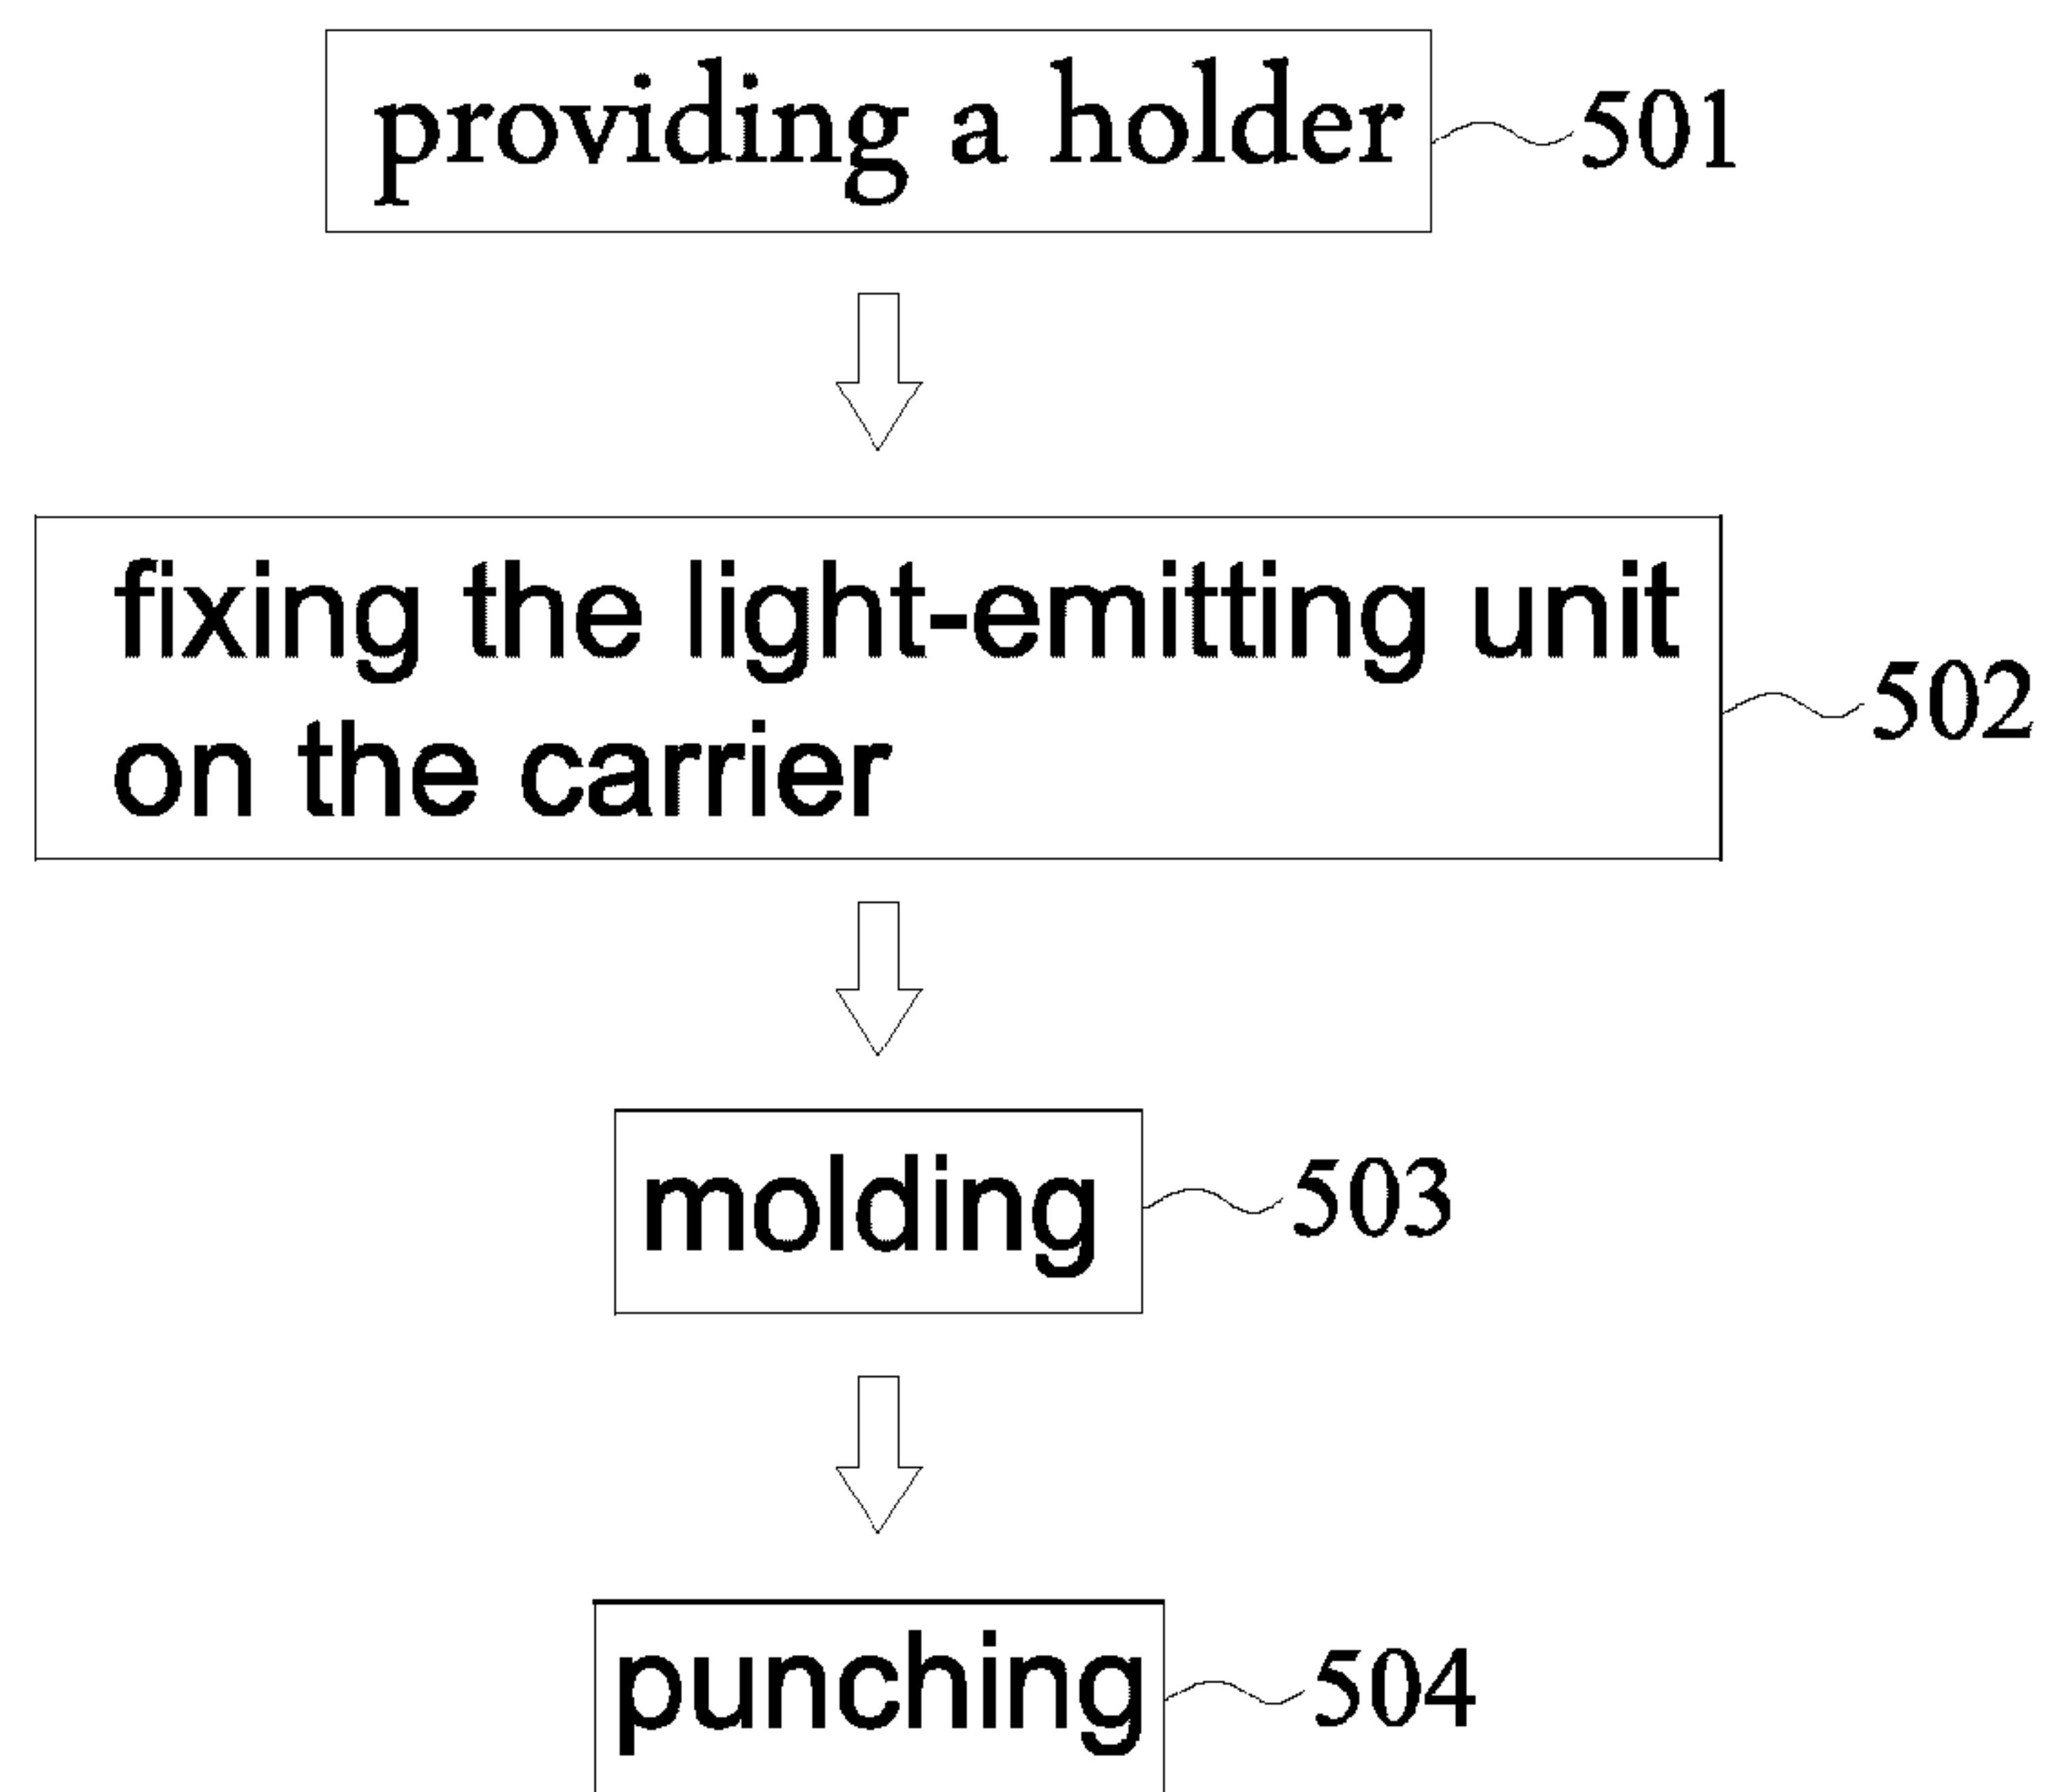 providing a holder 501
fixing the light-emitting unit
on the carrier
502
molding 503
punching 504